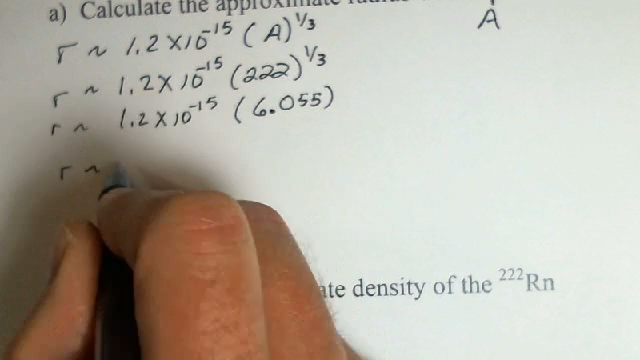 a) Calculate the approximate
A
r ~ 1.2 x 10^-15 (A)^1/3
r ~ 1.2 x 10^-15 (222)^1/3
r ~ 1.2 x 10^-15 (6.055)
r ~
density of the ^222Rn